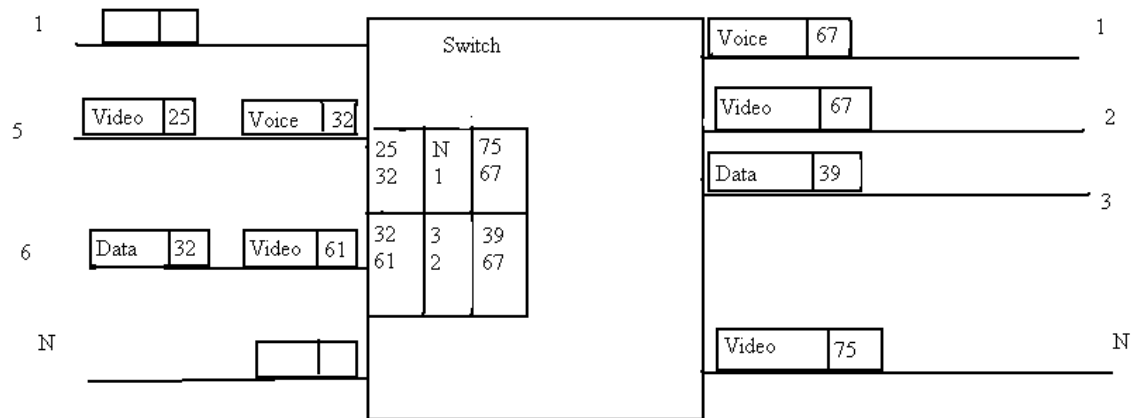 1
Switch
Voice 67
1
5
Video 25
Voice 32
Video 67
2
25 N 75
32 1 67
Data 39
3
6
Data 32
Video 61
32 3 39
61 2 67
N
Video 75
N